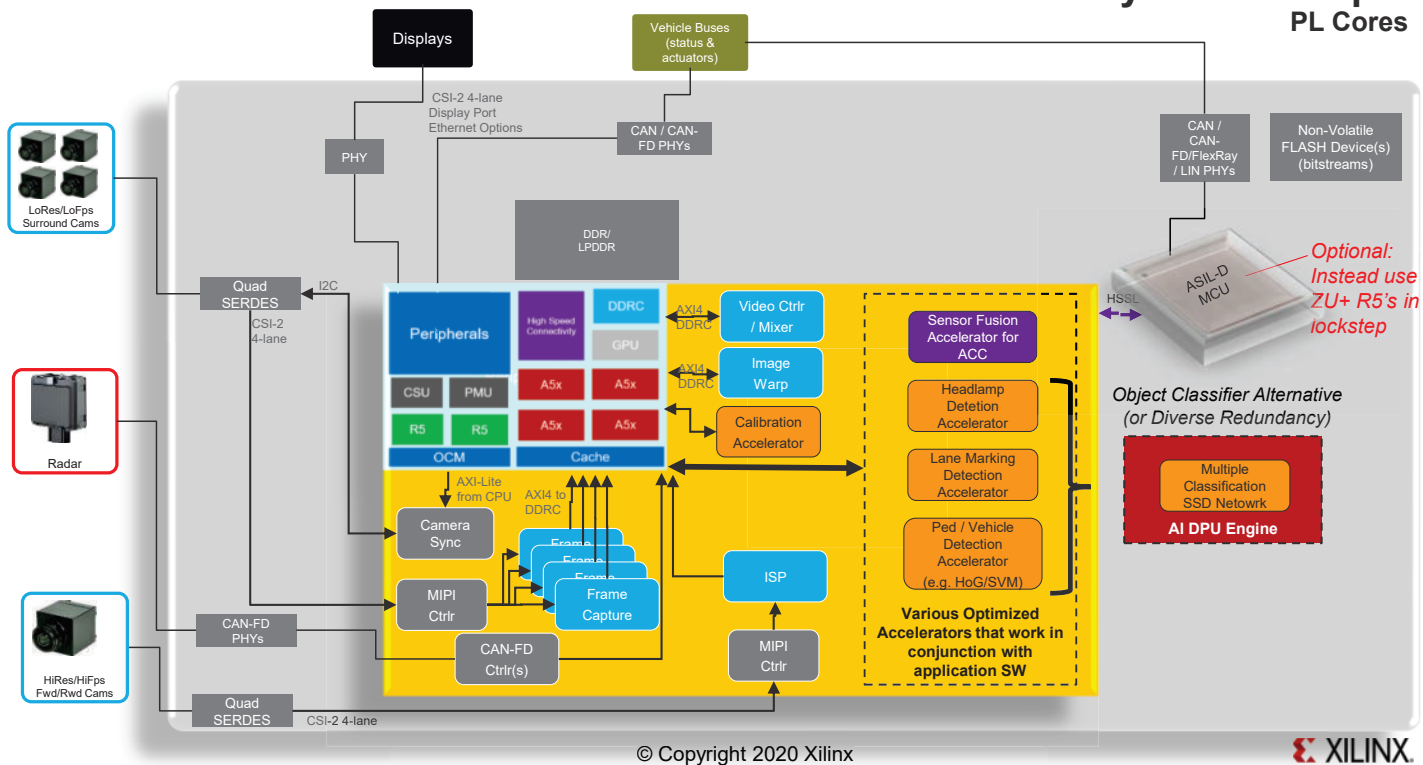 PL Cores
Displays
Vehicle Buses
(status &
actuators)
CSI-2 4-lane
Display Port
Ethernet Options
PHY
CAN / CAN-
FD PHYs
CAN /
CAN-
FD/FlexRay
/ LIN PHYs
Non-Volatile
FLASH Device(s)
(bitstreams)
LoRes/LoFps
Surround Cams
DDR/
LPDDR
Quad
SERDES
I2C
CSI-2
4-lane
Peripherals
High Speed
Connectivity
DDRC
GPU
CSU
PMU
A5x
A5x
R5
R5
A5x
A5x
OCM
Cache
AXI4
DDRC
Video Ctrlr
/ Mixer
AXI4
DDRC
Image
Warp
Calibration
Accelerator
Sensor Fusion
Accelerator for
ACC
Headlamp
Detetion
Accelerator
Lane Marking
Detection
Accelerator
Ped / Vehicle
Detection
Accelerator
(e.g. HoG/SVM)
Various Optimized
Accelerators that work in
conjunction with
application SW
HSSL
ASIL-D
MCU
Optional:
Instead use
ZU+ R5's in
lockstep
Object Classifier Alternative
(or Diverse Redundancy)
Multiple
Classification
SSD Netowrk
AI DPU Engine
Radar
AXI-Lite
from CPU
AXI4 to
DDRC
Camera
Sync
MIPI
Ctrlr
Frame
Frame
Frame
Frame
Capture
ISP
CAN-FD
Ctrlr(s)
MIPI
Ctrlr
CAN-FD
PHYs
HiRes/HiFps
Fwd/Rwd Cams
Quad
SERDES
CSI-2 4-lane
© Copyright 2020 Xilinx
XILINX.